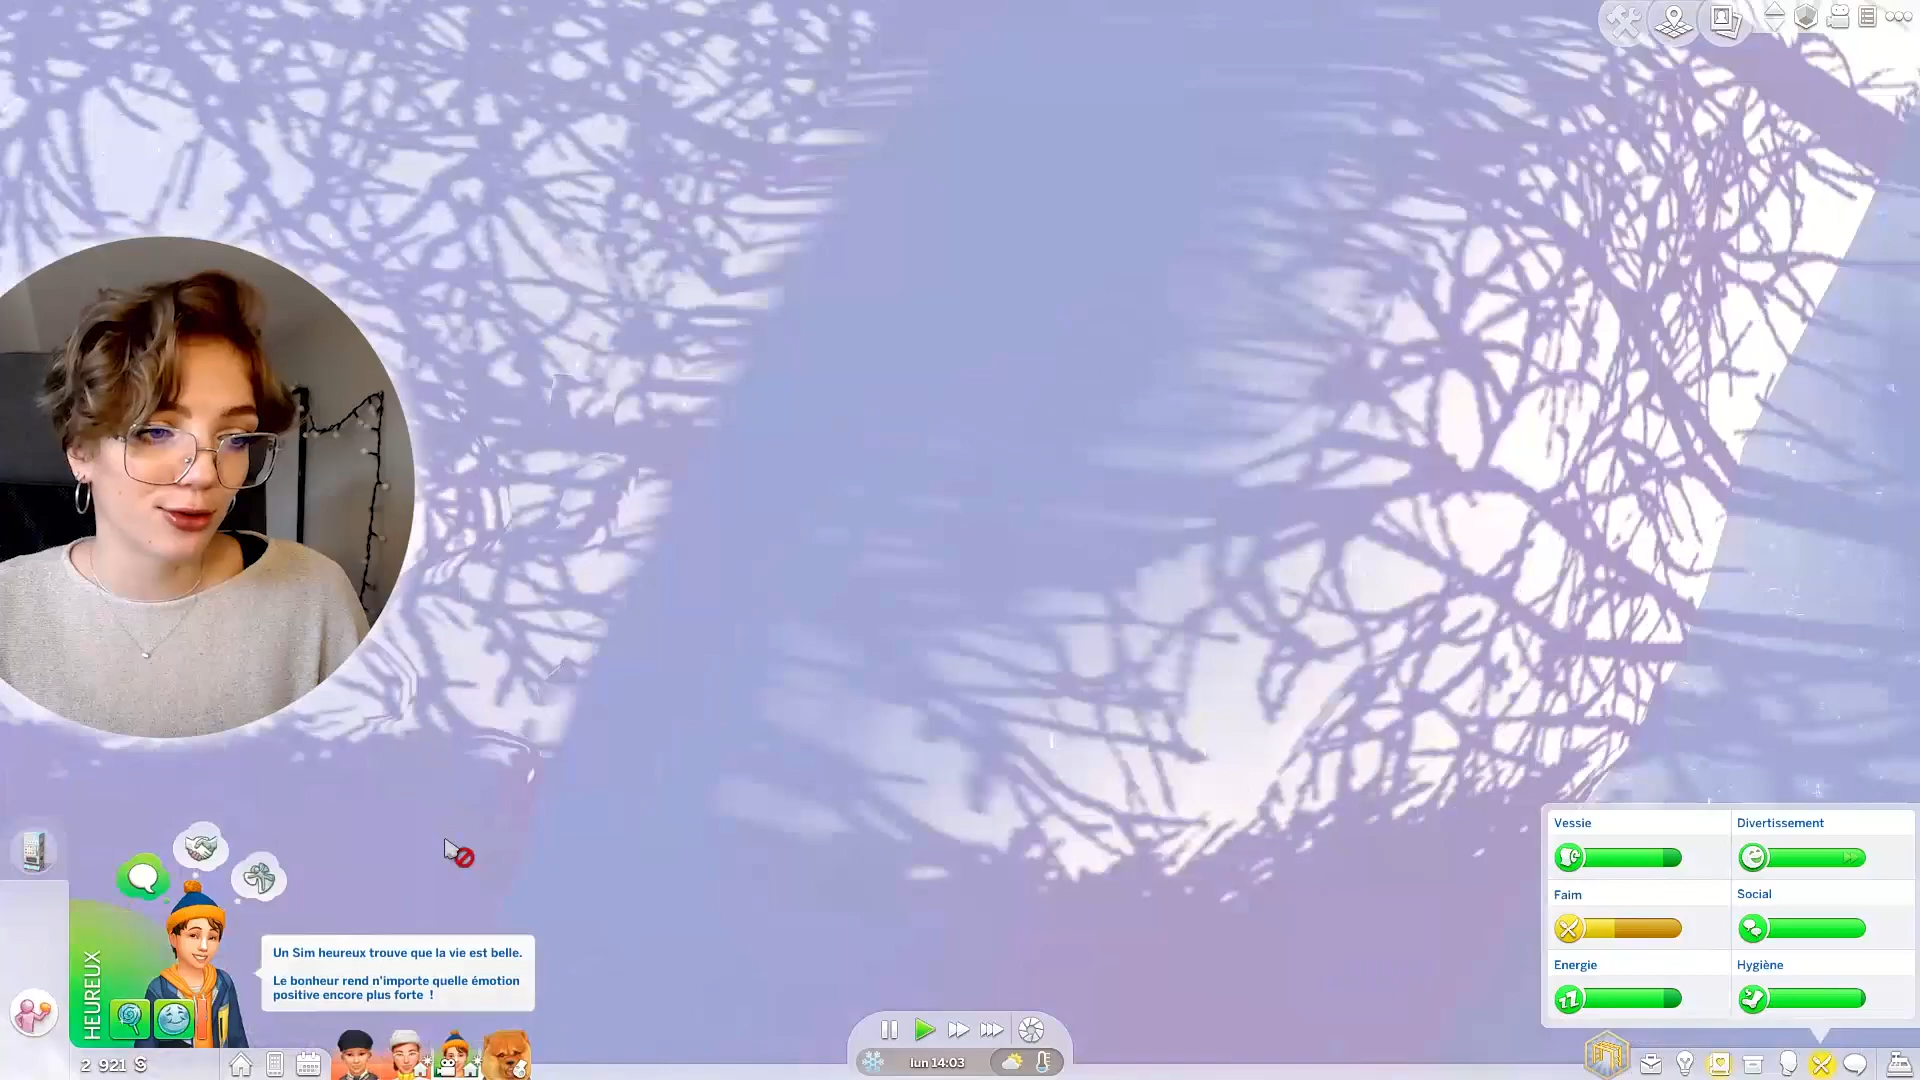 Vessie
Divertissement
Faim
Social
Energie
Hygiène
HEUREUX
Un Sim heureux trouve que la vie est belle.
Le bonheur rend n'importe quelle émotion
positive encore plus forte !
2 921
lun 14:03